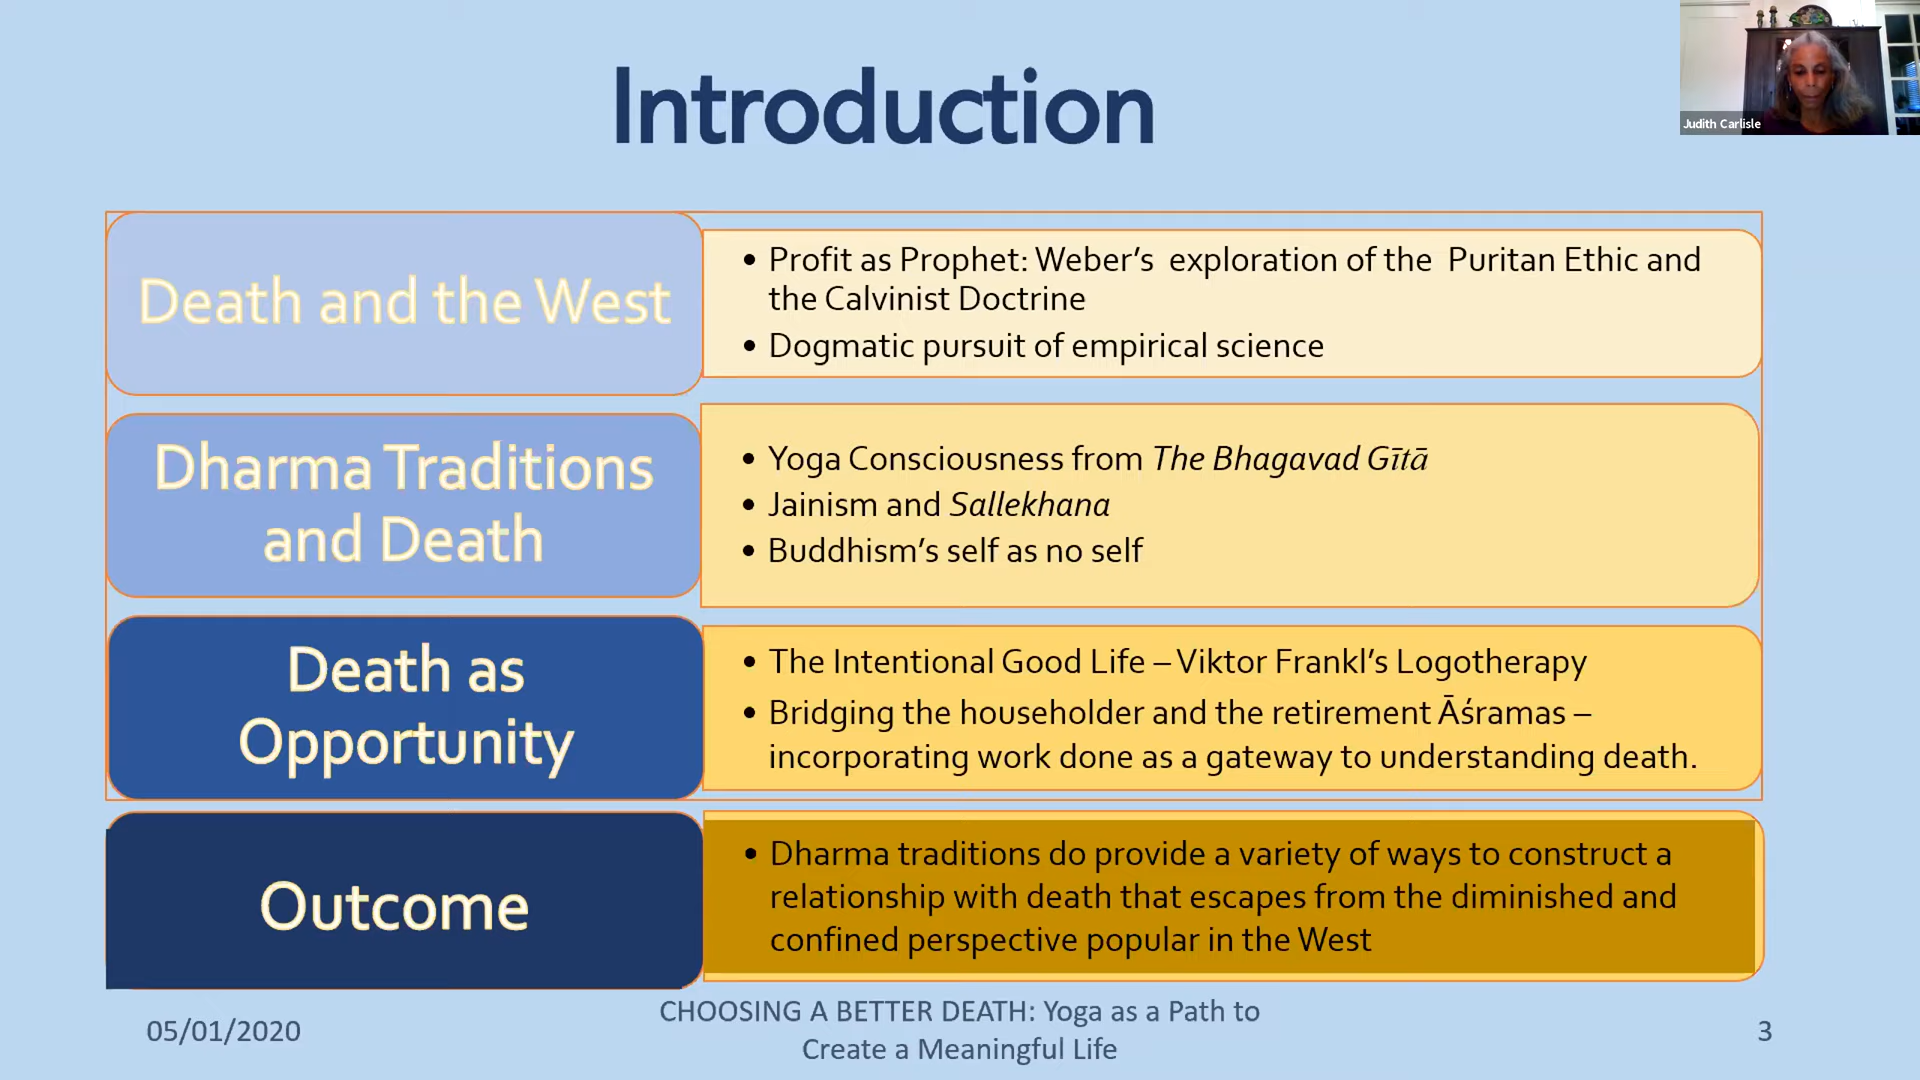 Introduction
Judith Carlisle
Death and the West
• Profit as Prophet: Weber’s exploration of the Puritan Ethic and
the Calvinist Doctrine
• Dogmatic pursuit of empirical science
Dharma Traditions
and Death
• Yoga Consciousness from The Bhagavad Gītā
• Jainism and Sallekhana
• Buddhism’s self as no self
Death as
Opportunity
• The Intentional Good Life – Viktor Frankl’s Logotherapy
• Bridging the householder and the retirement Āśramas –
incorporating work done as a gateway to understanding death.
Outcome
• Dharma traditions do provide a variety of ways to construct a
relationship with death that escapes from the diminished and
confined perspective popular in the West
05/01/2020
CHOOSING A BETTER DEATH: Yoga as a Path to
Create a Meaningful Life
3